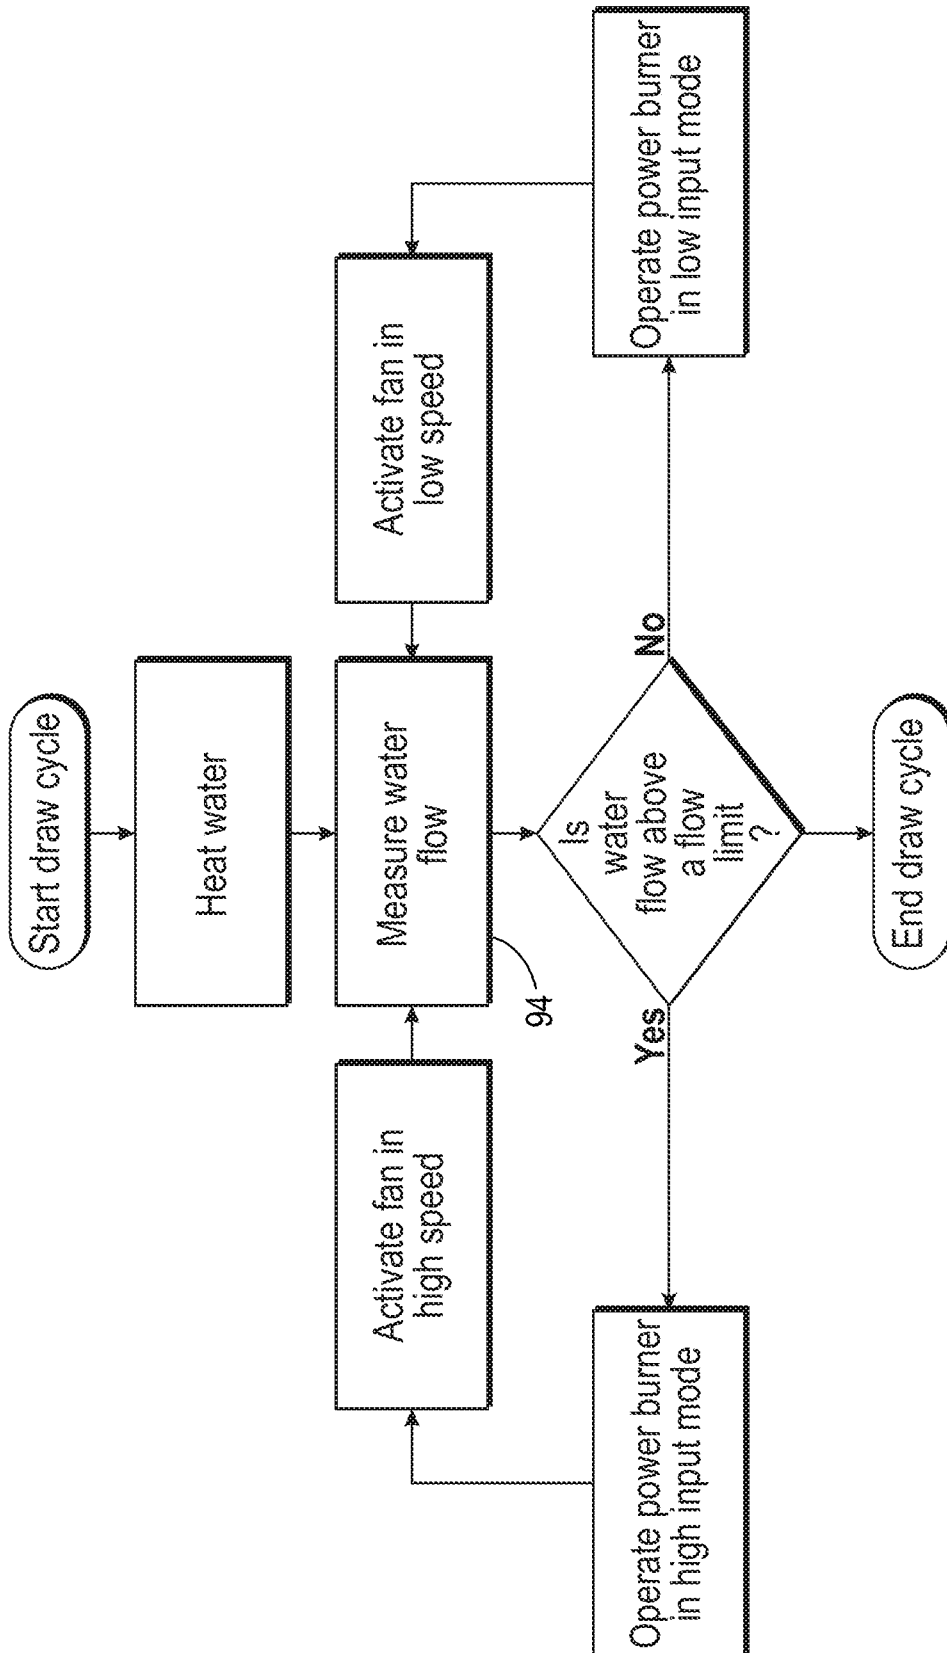 Start draw cycle
Heat water
Activate fan in
high speed
Measure water
flow
Activate fan in
low speed
94
Is
water
flow above
a flow
limit
?
Yes
No
Operate power burner
in high input mode
Operate power burner
in low input mode
End draw cycle